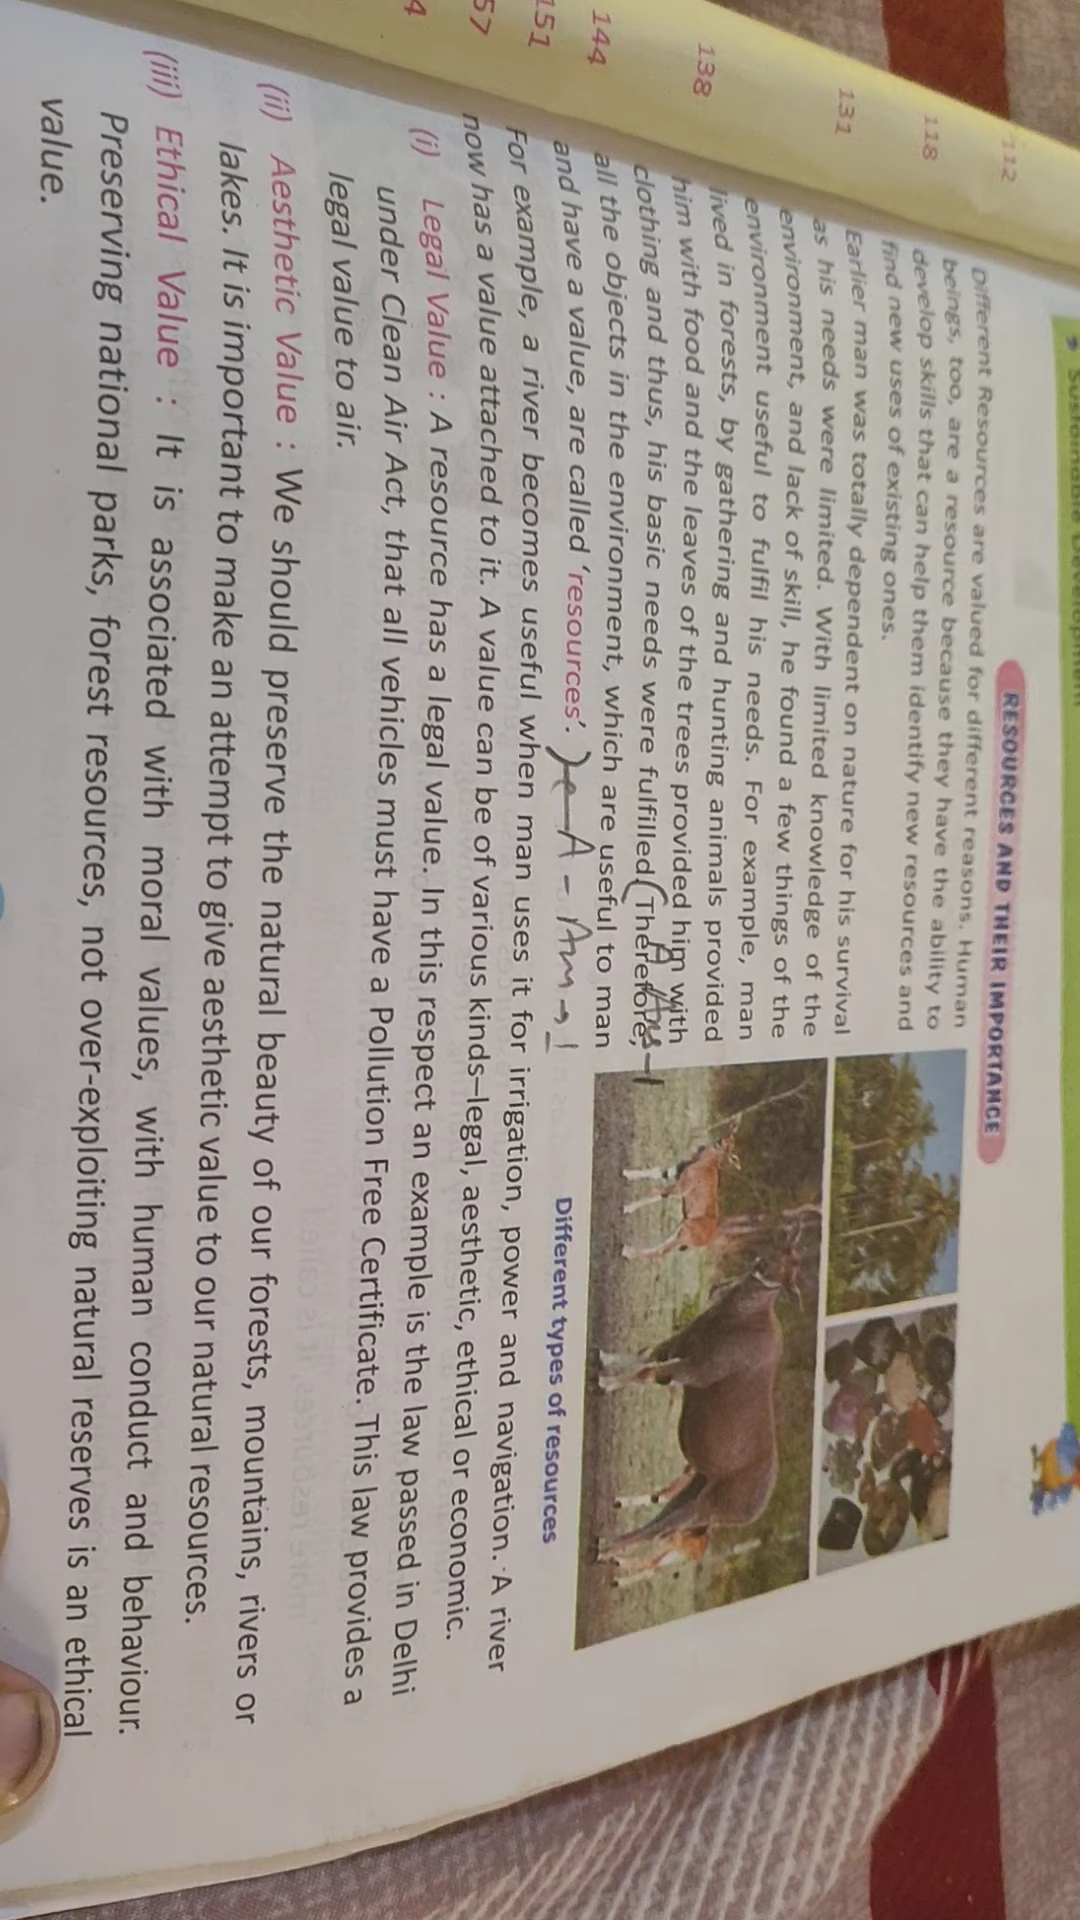 Sustainable Development
RESOURCES AND THEIR IMPORTANCE
Different Resources are valued for different reasons. Human
beings, too, are a resource because they have the ability to
develop skills that can help them identify new resources and
find new uses of existing ones.
Earlier man was totally dependent on nature for his survival
as his needs were limited. With limited knowledge of the
environment, and lack of skill, he found a few things of the
environment useful to fulfil his needs. For example, man
lived in forests, by gathering and hunting animals provided
him with food and the leaves of the trees provided him with
clothing and thus, his basic needs were fulfilled (Therefore,
all the objects in the environment, which are useful to man
and have a value, are called 'resources'.
Different types of resources
For example, a river becomes useful when man uses it for irrigation, power and navigation. A river
now has a value attached to it. A value can be of various kinds—legal, aesthetic, ethical or economic.
(i) Legal Value : A resource has a legal value. In this respect an example is the law passed in Delhi
under Clean Air Act, that all vehicles must have a Pollution Free Certificate. This law provides a
legal value to air.
(ii) Aesthetic Value : We should preserve the natural beauty of our forests, mountains, rivers or
lakes. It is important to make an attempt to give aesthetic value to our natural resources.
(iii) Ethical Value : It is associated with moral values, with human conduct and behaviour.
Preserving national parks, forest resources, not over-exploiting natural reserves is an ethical
value.
112
118
131
138
144
151
57
4